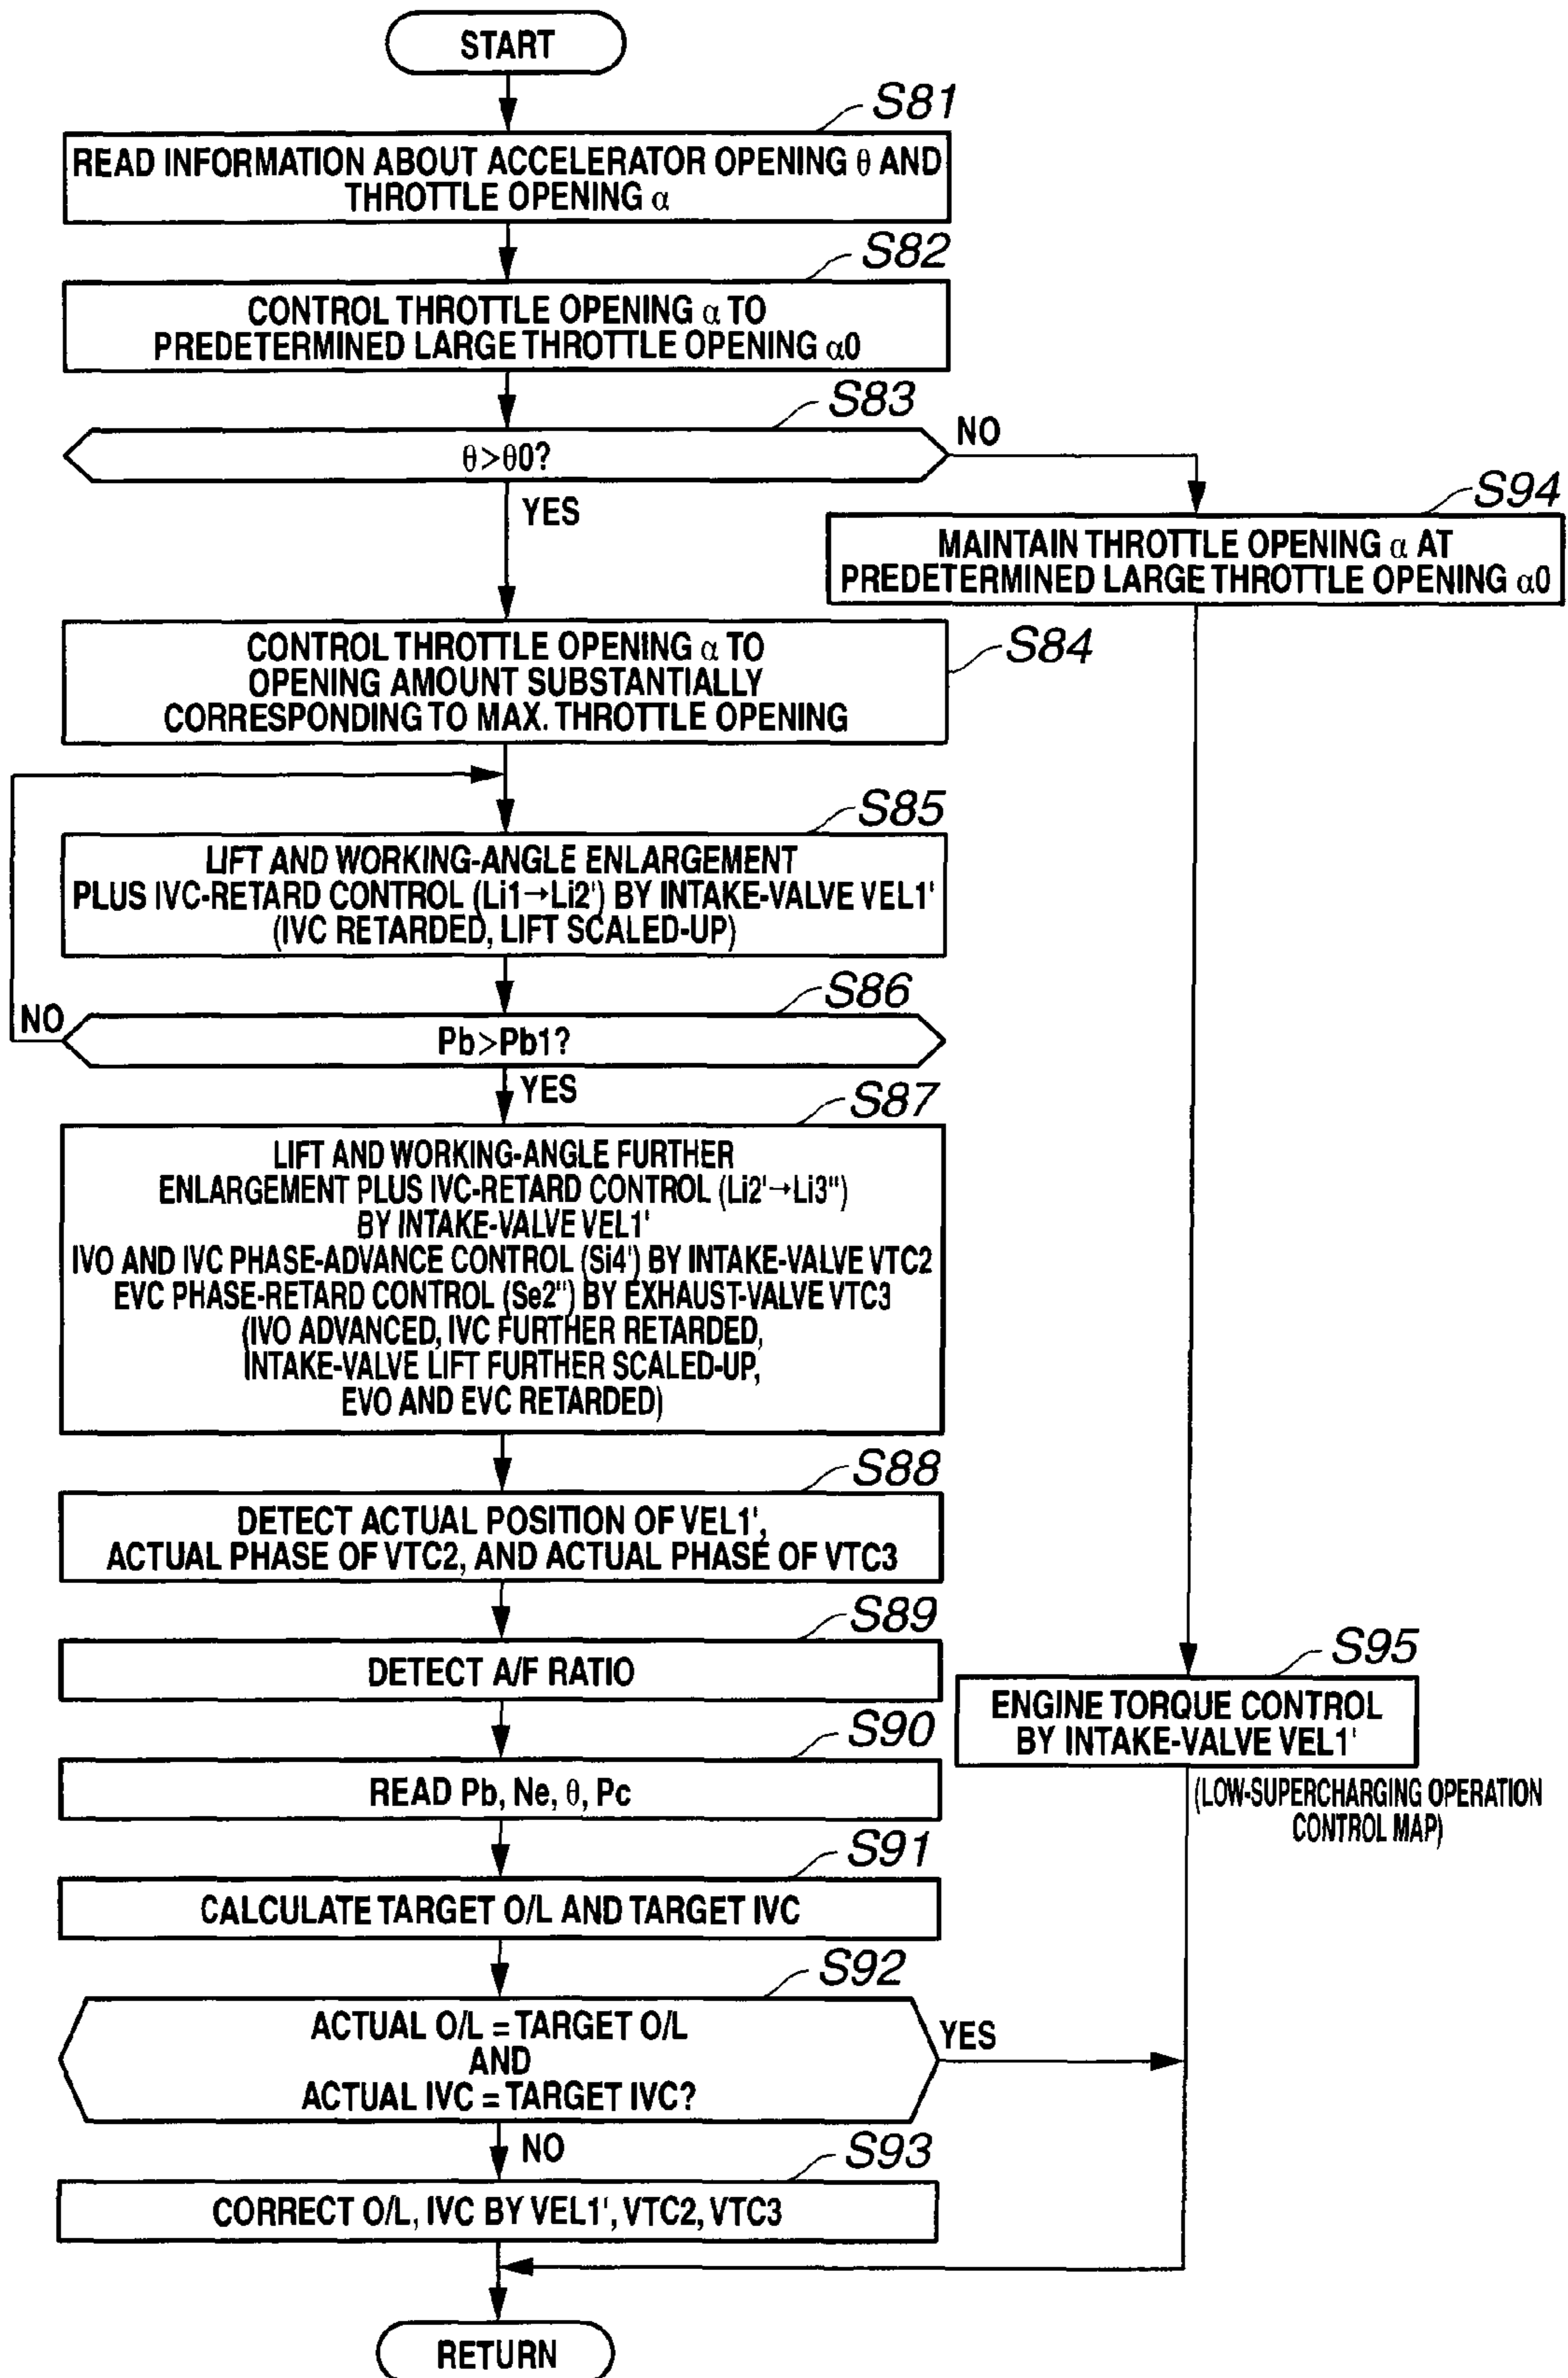 START
S81
READ INFORMATION ABOUT ACCELERATOR OPENING θ AND
THROTTLE OPENING α
S82
CONTROL THROTTLE OPENING α TO
PREDETERMINED LARGE THROTTLE OPENING α0
S83
θ>θ0?
NO
YES
S94
MAINTAIN THROTTLE OPENING α AT
PREDETERMINED LARGE THROTTLE OPENING α0
S84
CONTROL THROTTLE OPENING α TO
OPENING AMOUNT SUBSTANTIALLY
CORRESPONDING TO MAX. THROTTLE OPENING
S85
LIFT AND WORKING-ANGLE ENLARGEMENT
PLUS IVC-RETARD CONTROL (Li1→Li2') BY INTAKE-VALVE VEL1'
(IVC RETARDED, LIFT SCALED-UP)
S86
NO
Pb>Pb1?
YES
S87
LIFT AND WORKING-ANGLE FURTHER
ENLARGEMENT PLUS IVC-RETARD CONTROL (Li2'→Li3")
BY INTAKE-VALVE VEL1'
IVO AND IVC PHASE-ADVANCE CONTROL (Si4') BY INTAKE-VALVE VTC2
EVC PHASE-RETARD CONTROL (Se2") BY EXHAUST-VALVE VTC3
(IVO ADVANCED, IVC FURTHER RETARDED,
INTAKE-VALVE LIFT FURTHER SCALED-UP,
EVO AND EVC RETARDED)
S88
DETECT ACTUAL POSITION OF VEL1',
ACTUAL PHASE OF VTC2, AND ACTUAL PHASE OF VTC3
S89
DETECT A/F RATIO
S95
ENGINE TORQUE CONTROL
BY INTAKE-VALVE VEL1'
(LOW-SUPERCHARGING OPERATION
CONTROL MAP)
S90
READ Pb, Ne, θ, Pc
S91
CALCULATE TARGET O/L AND TARGET IVC
S92
ACTUAL O/L = TARGET O/L
AND
ACTUAL IVC = TARGET IVC?
YES
NO
S93
CORRECT O/L, IVC BY VEL1', VTC2, VTC3
RETURN